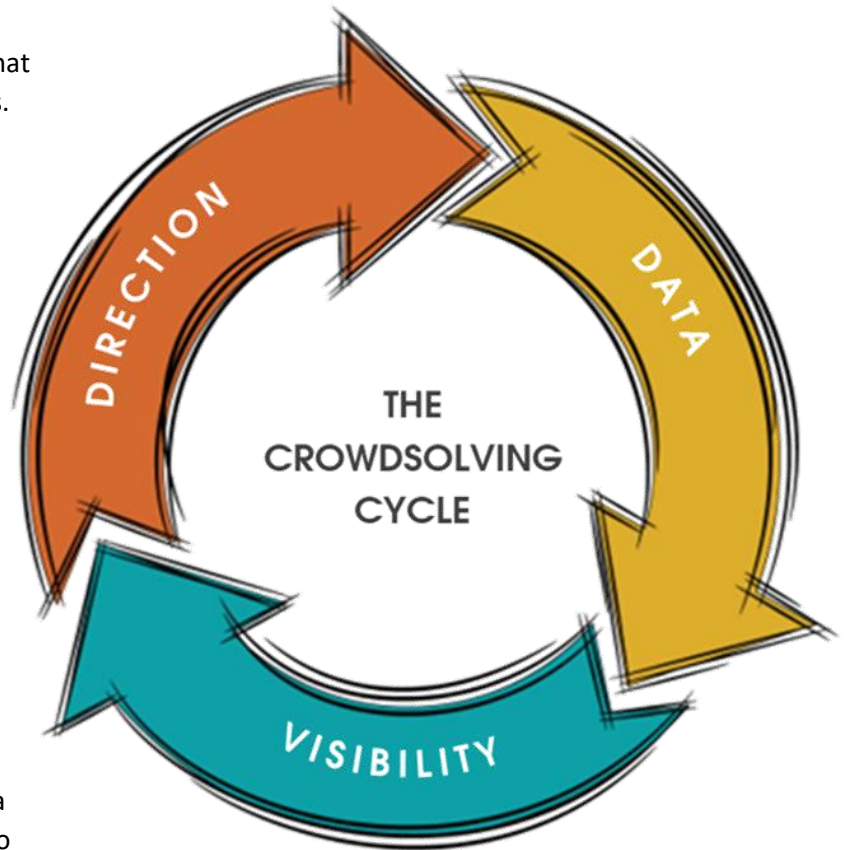 DIRECTION
DATA
THE
CROWDSOLVING
CYCLE
VISIBILITY
a